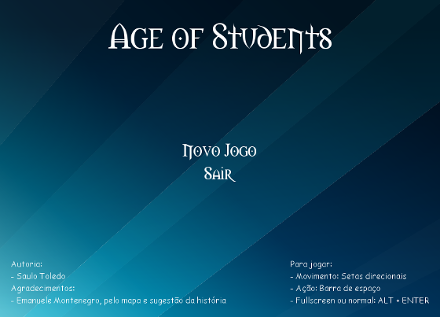 Age of Students
Novo Jogo
Sair
Autoria:
- Saulo Toledo
Agradecimentos:
- Emanuele Montenegro, pelo mapa e sugestão da história
Para jogar:
- Movimento: Setas direcionais
- Ação: Barra de espaço
- Fullscreen ou normal: ALT + ENTER